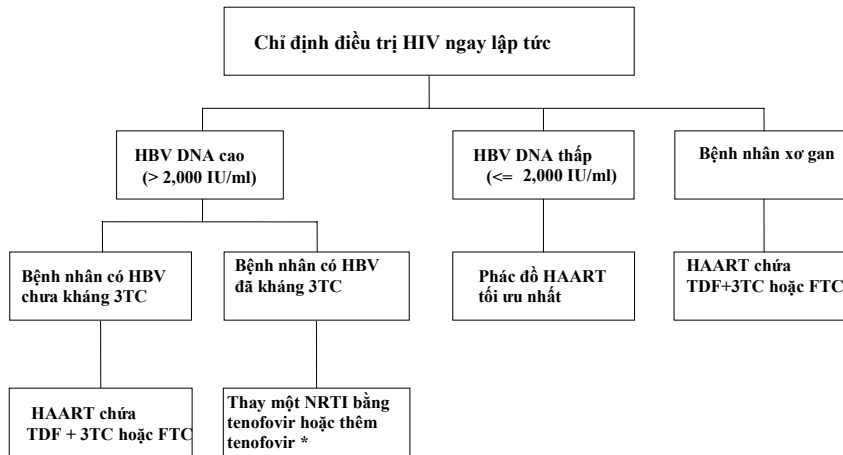 Chỉ định điều trị HIV ngay lập tức
HBV DNA cao
(> 2,000 IU/ml)
HBV DNA thấp
(<= 2,000 IU/ml)
Bệnh nhân xơ gan
Bệnh nhân có HBV
chưa kháng 3TC
Bệnh nhân có HBV
đã kháng 3TC
Phác đồ HAART
tối ưu nhất
HAART chứa
TDF+3TC hoặc FTC
HAART chứa
TDF + 3TC hoặc FTC
Thay một NRTI bằng
tenofovir hoặc thêm
tenofovir *